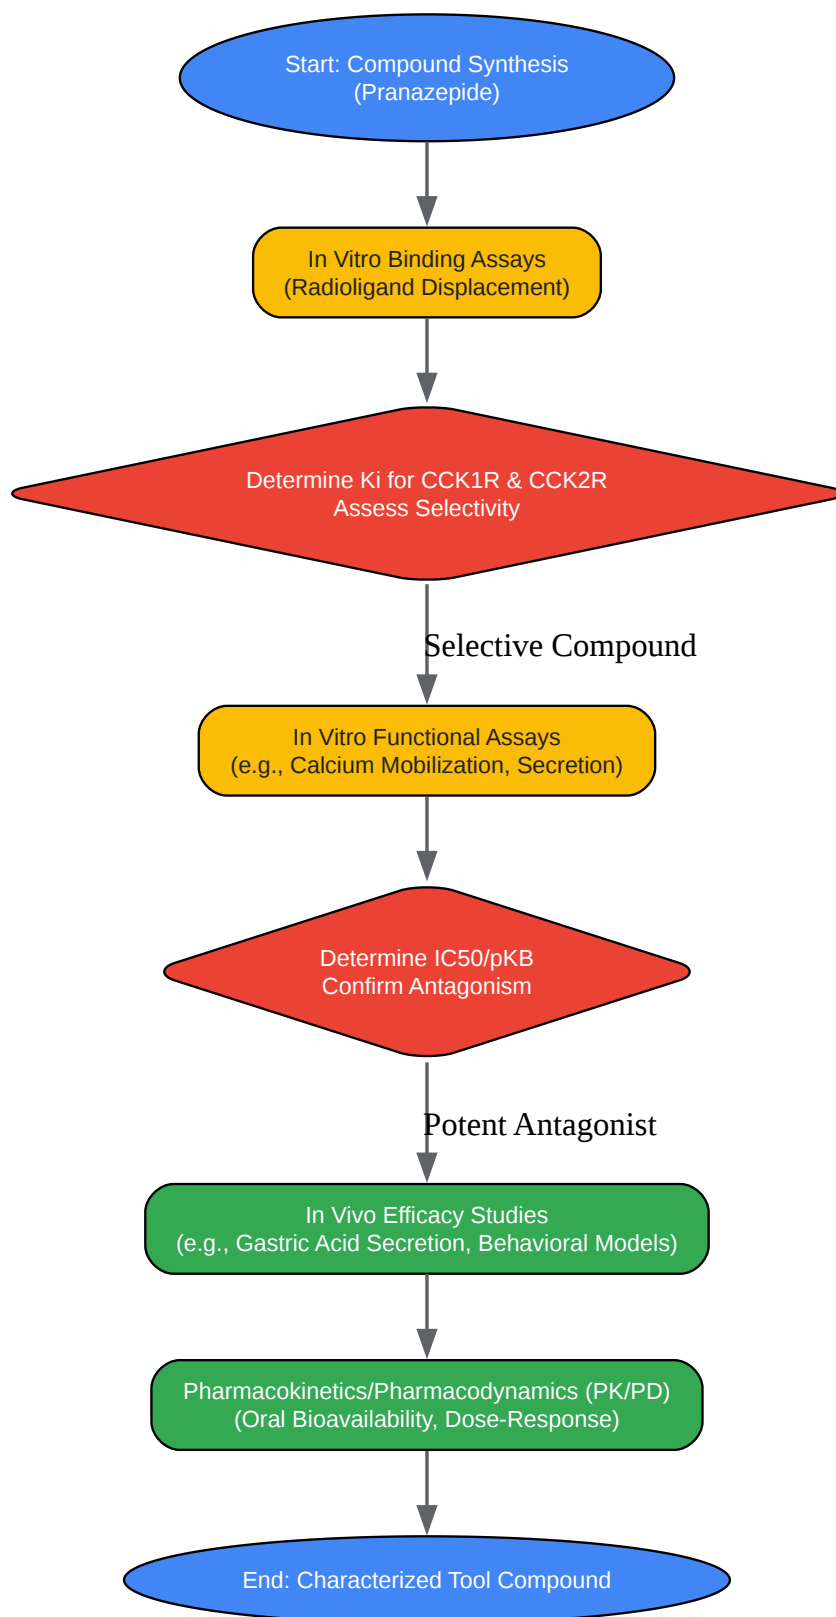 Start: Compound Synthesis
(Pranazepide)
In Vitro Binding Assays
(Radioligand Displacement)
Determine Ki for CCK1R & CCK2R
Assess Selectivity
Selective Compound
In Vitro Functional Assays
(e.g., Calcium Mobilization, Secretion)
Determine IC50/pKB
Confirm Antagonism
Potent Antagonist
In Vivo Efficacy Studies
(e.g., Gastric Acid Secretion, Behavioral Models)
Pharmacokinetics/Pharmacodynamics (PK/PD)
(Oral Bioavailability, Dose-Response)
End: Characterized Tool Compound